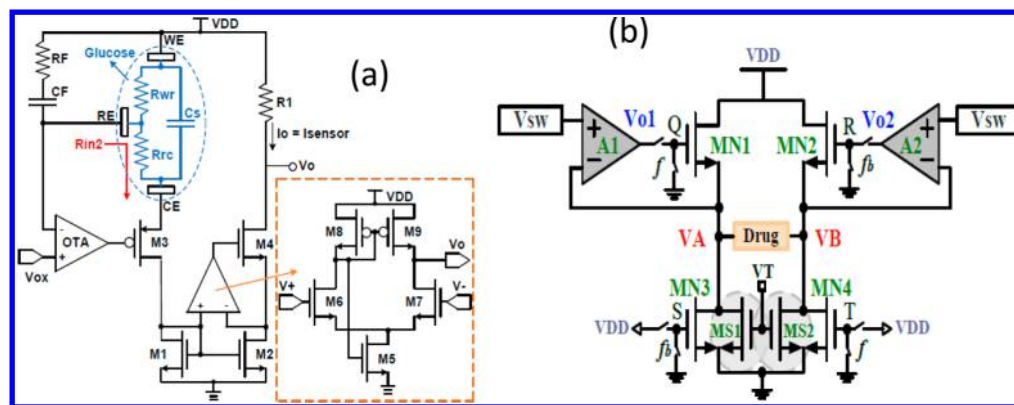 (a)
VDD
WE
RF
Glucose
CF
RE
Rwr
Cs
Rrc
Rin2
CE
R1
Io = Isensor
Vo
OTA
-
+
Vox
M3
M4
+
-
M1
M2
VDD
M8
M9
Vo
V+
M6
M7
V-
M5
(b)
VDD
Vsw
Vo1
Q
R
Vo2
Vsw
+
A1
-
f
MN1
MN2
fb
+
A2
-
VA
Drug
VB
VT
MN3
MN4
S
T
VDD
MS1
MS2
VDD
fb
f